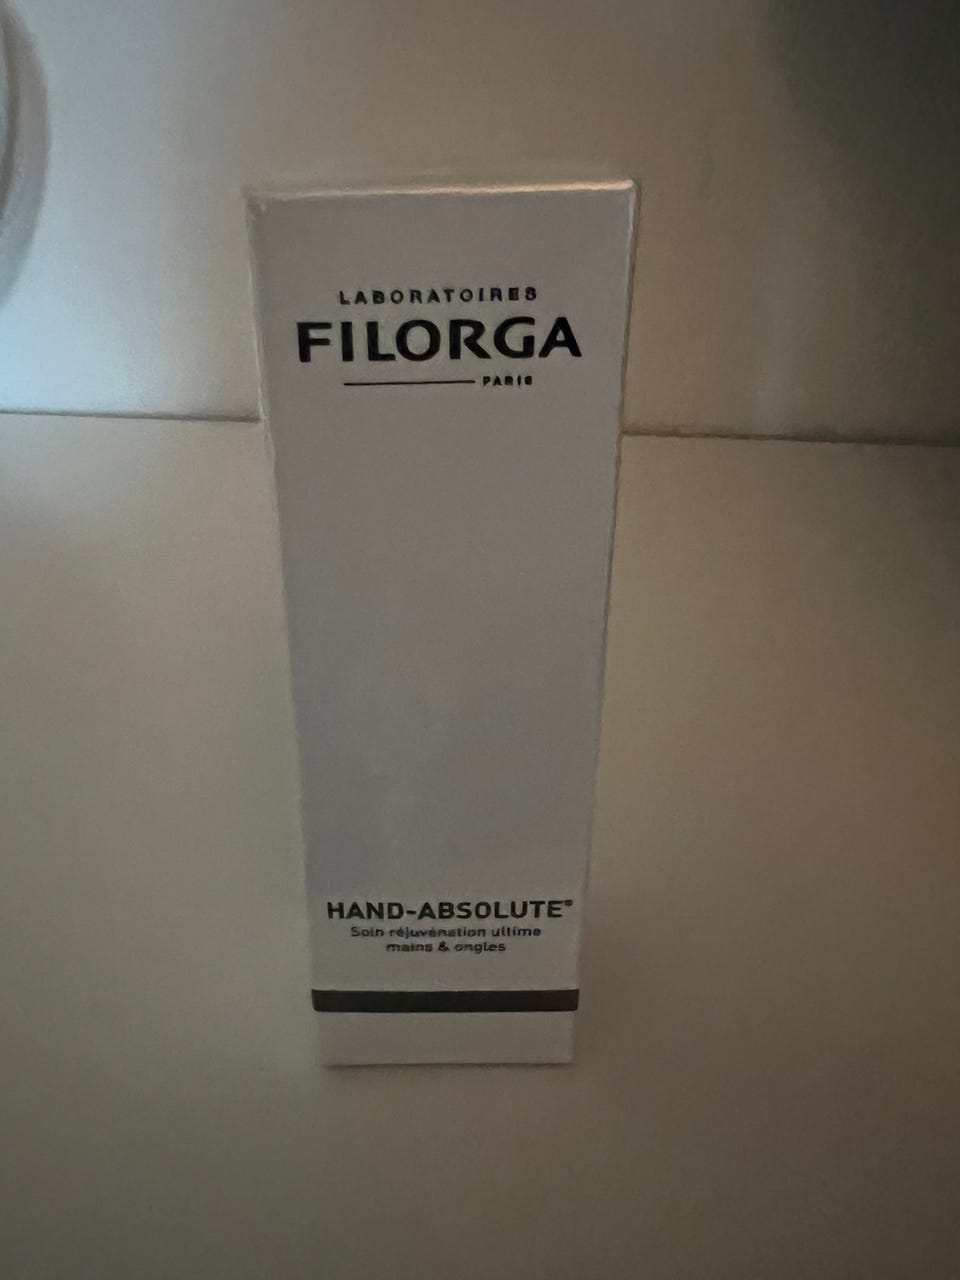 LABORATOIRES
FILORGA
PARIS
HAND-ABSOLUTE®
Soin réjuvénation ultime
mains & ongles